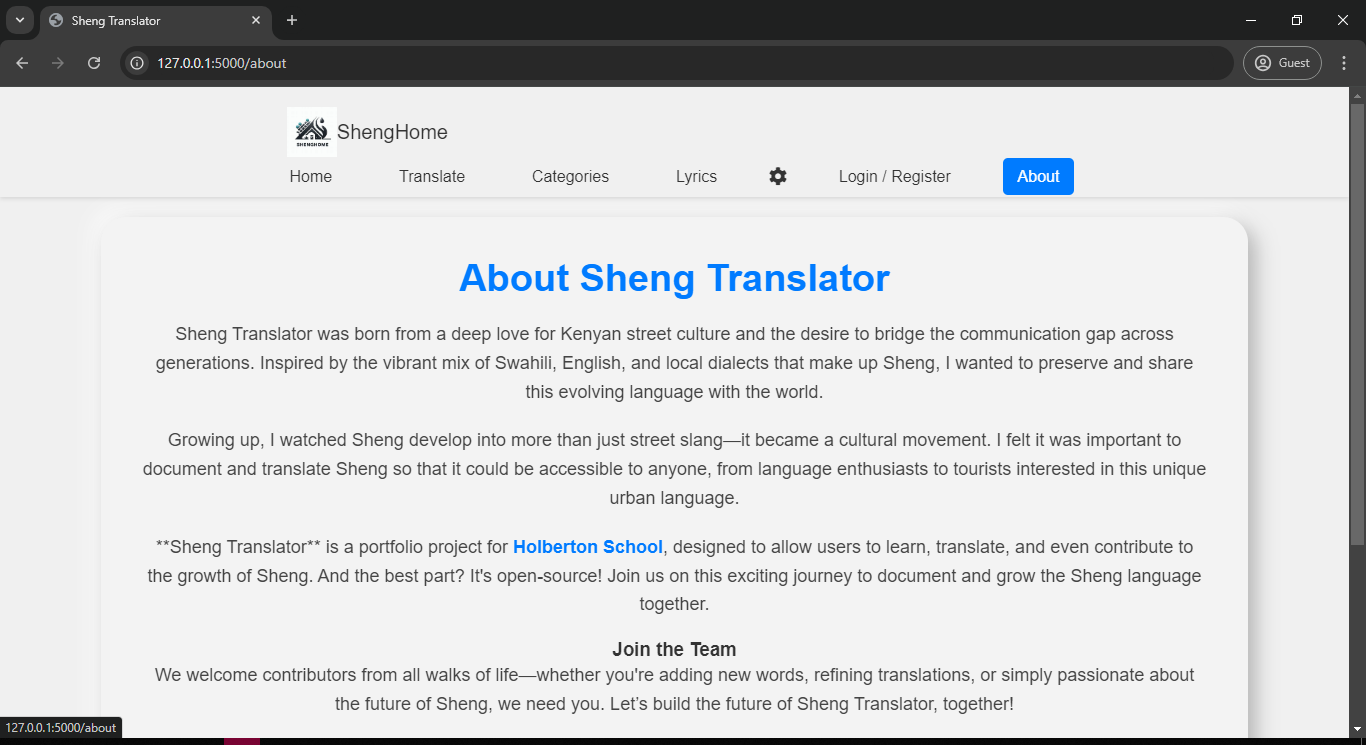 Sheng Translator
127.0.0.1:5000/about
Guest
SHENGHOME
ShengHome
Home Translate Categories Lyrics Login / Register About
About Sheng Translator
Sheng Translator was born from a deep love for Kenyan street culture and the desire to bridge the communication gap across
generations. Inspired by the vibrant mix of Swahili, English, and local dialects that make up Sheng, I wanted to preserve and share
this evolving language with the world.
Growing up, I watched Sheng develop into more than just street slang—it became a cultural movement. I felt it was important to
document and translate Sheng so that it could be accessible to anyone, from language enthusiasts to tourists interested in this unique
urban language.
**Sheng Translator** is a portfolio project for Holberton School, designed to allow users to learn, translate, and even contribute to
the growth of Sheng. And the best part? It's open-source! Join us on this exciting journey to document and grow the Sheng language
together.
Join the Team
We welcome contributors from all walks of life—whether you're adding new words, refining translations, or simply passionate about
the future of Sheng, we need you. Let’s build the future of Sheng Translator, together!
127.0.0.1:5000/about